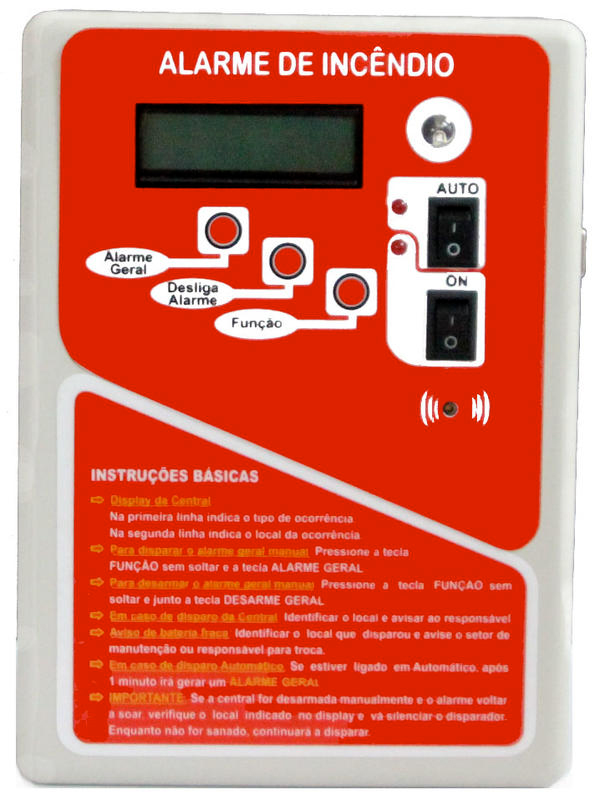 ALARME DE INCÊNDIO
AUTO
Alarme
Geral
Desliga
Alarme
Função
ON
INSTRUÇÕES BÁSICAS
⇨ Display da Central
Na primeira linha indica o tipo de ocorrência.
Na segunda linha indica o local da ocorrência.
⇨ Para disparar o alarme geral manual: Pressione a tecla
FUNÇÃO sem soltar e a tecla ALARME GERAL
⇨ Para desarmar o alarme geral manual: Pressione a tecla FUNÇÃO sem
soltar e junto a tecla DESARME GERAL
⇨ Em caso de disparo da Central: Identificar o local e avisar ao responsável
⇨ Aviso de bateria fraca: Identificar o local que disparou e avise o setor de
manutenção ou responsável para troca.
⇨ Em caso de disparo Automático: Se estiver ligado em Automático, após
1 minuto irá gerar um ALARME GERAL
⇨ IMPORTANTE: Se a central for desarmada manualmente e o alarme voltar
a soar, verifique o local indicado no display e vá silenciar o disparador.
Enquanto não for sanado, continuará a disparar.